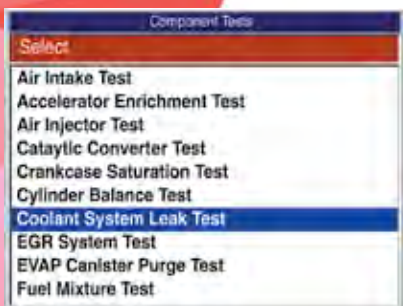 Component Tests
Select
Air Intake Test
Accelerator Enrichment Test
Air Injector Test
Cataytic Converter Test
Crankcase Saturation Test
Cylinder Balance Test
Coolant System Leak Test
EGR System Test
EVAP Canister Purge Test
Fuel Mixture Test